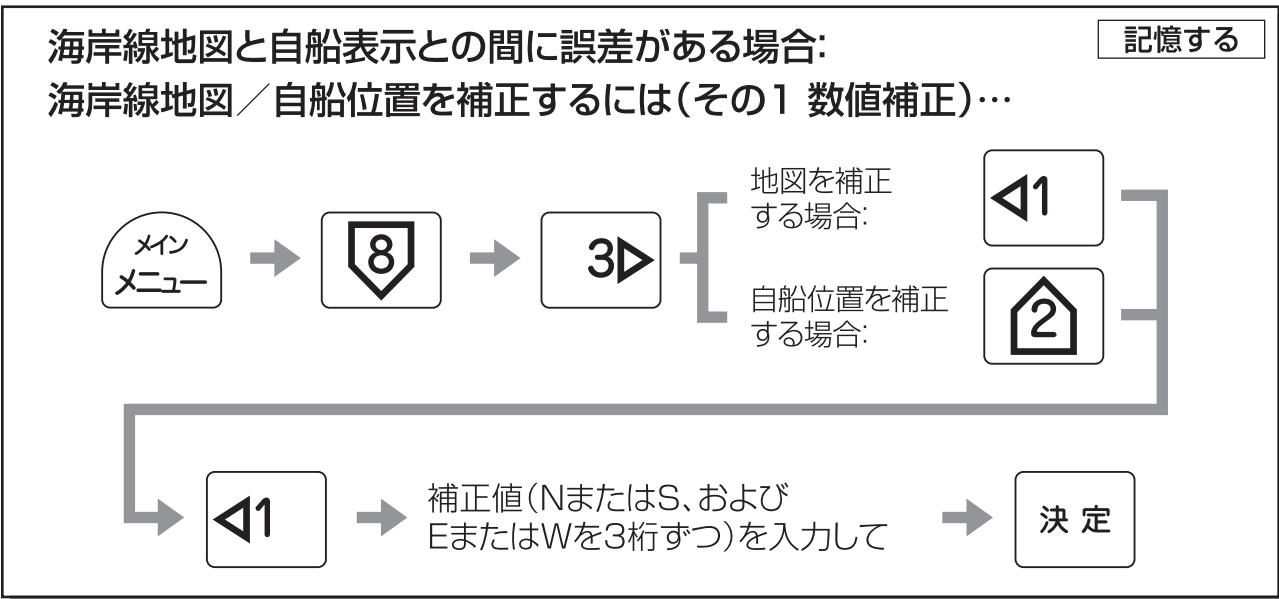 海岸線地図と自船表示との間に誤差がある場合:
記憶する
海岸線地図／自船位置を補正するには(その1 数値補正)…
メイン
メニュー
8
3
地図を補正
する場合:
1
自船位置を補正
する場合:
2
1
補正値(NまたはS、および
EまたはWを3桁ずつ)を入力して
決 定